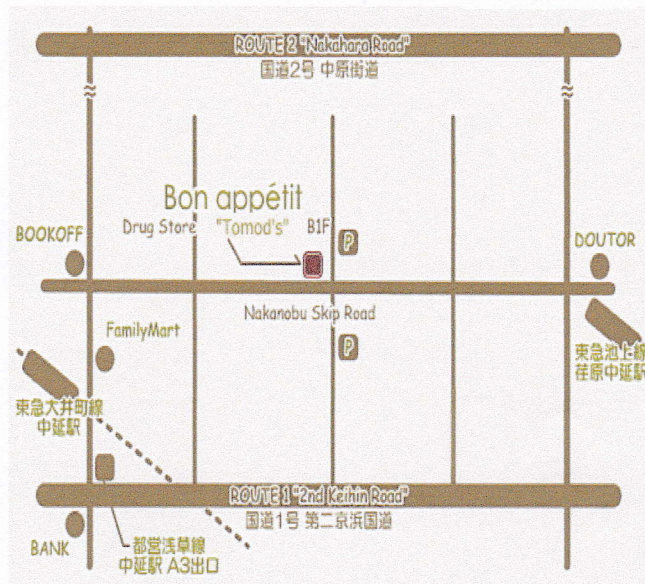 ROUTE 2 "Nakahara Road"
国道2号 中原街道
Bon appétit
Drug Store "Tomod's" B1F
P
BOOKOFF
DOUTOR
Nakanobu Skip Road
FamilyMart
P
東急池上線
荏原中延駅
東急大井町線
中延駅
ROUTE 1 "2nd Keihin Road"
国道1号 第二京浜国道
BANK
都営浅草線
中延駅 A3出口